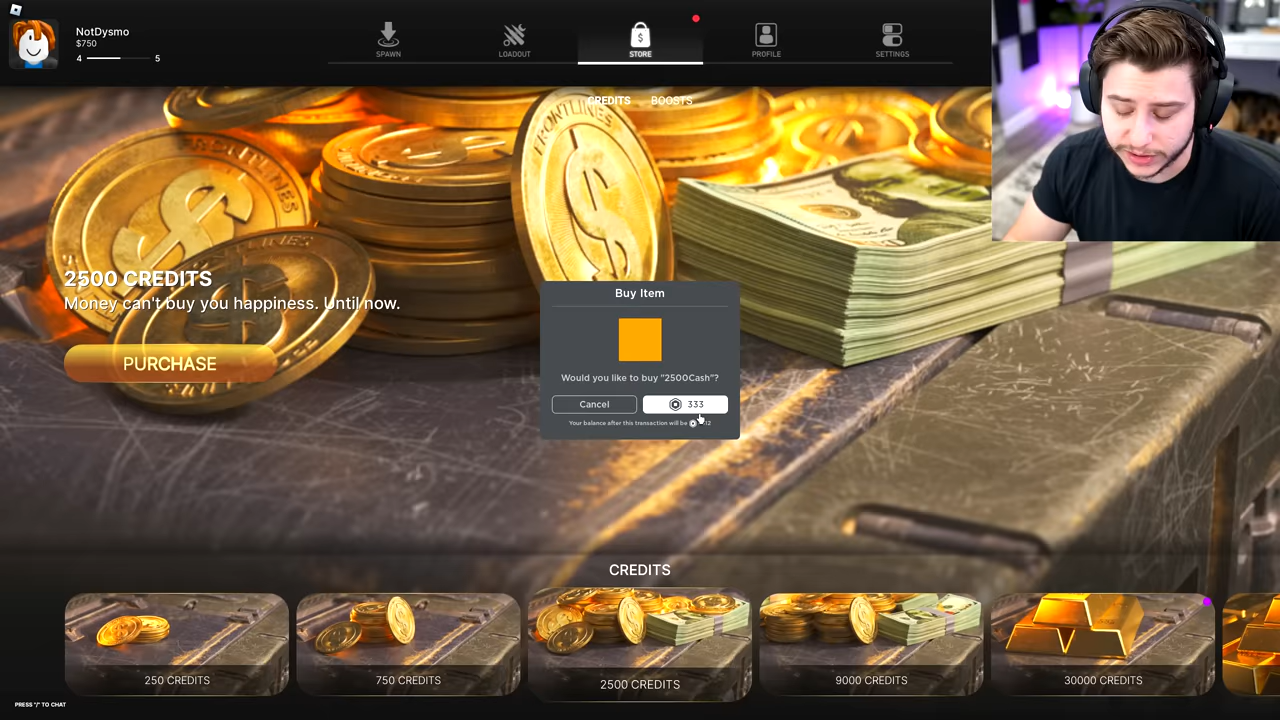 NotDysmo
$750
4 5
SPAWN
LOADOUT
STORE
PROFILE
SETTINGS
CREDITS BOOSTS
FRONTLINES
2500 CREDITS
Money can't buy you happiness. Until now.
PURCHASE
Buy Item
Would you like to buy "2500Cash"?
Cancel
333
Your balance after this transaction will be
CREDITS
250 CREDITS
750 CREDITS
2500 CREDITS
9000 CREDITS
30000 CREDITS
PRESS "/" TO CHAT